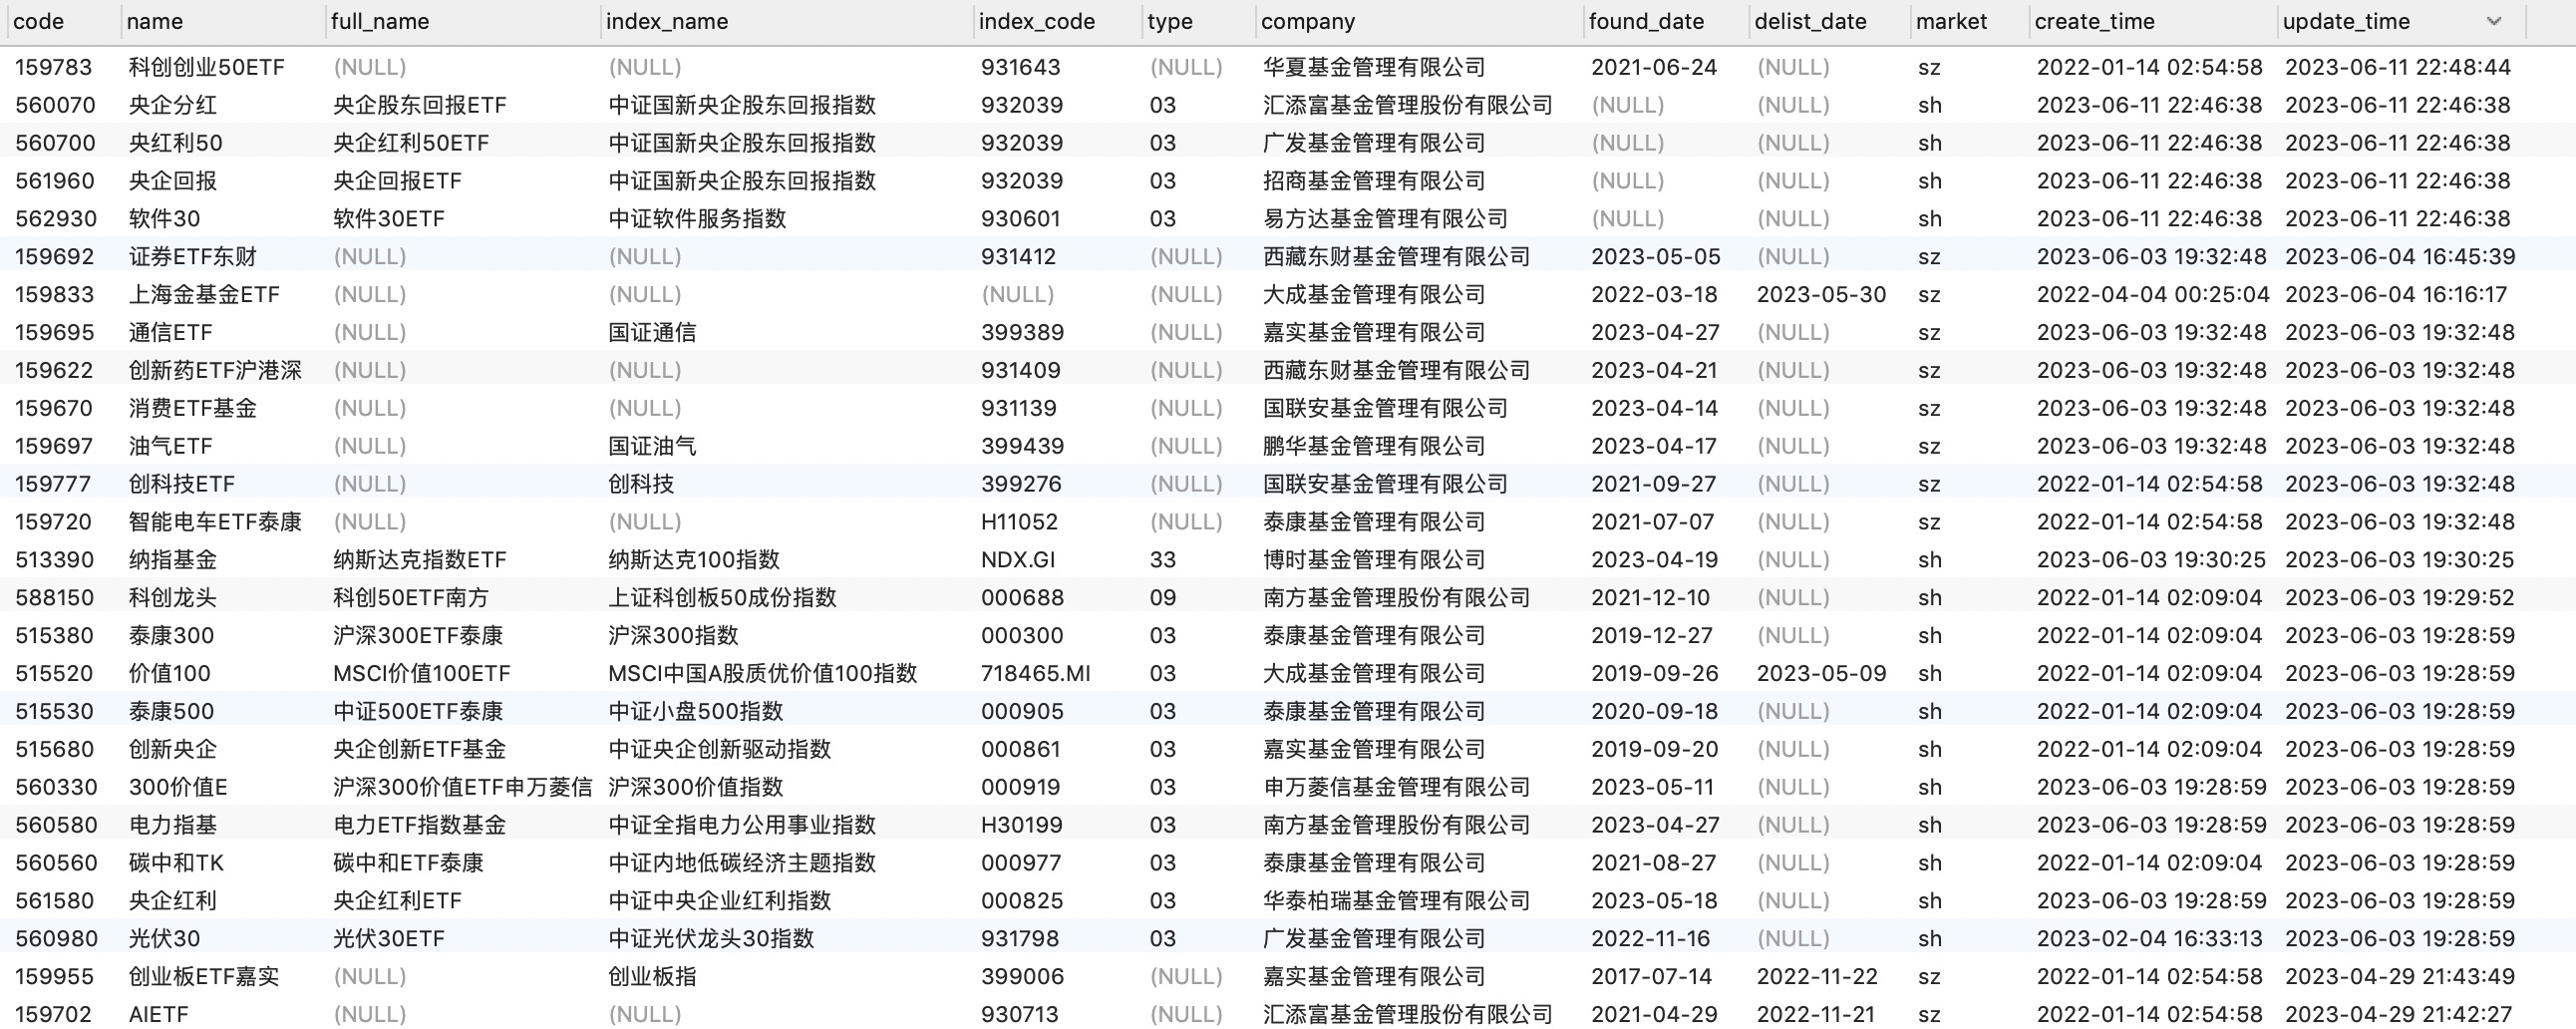 code name full_name index_name index_code type company found_date delist_date market create_time update_time
159783 科创创业50ETF (NULL) (NULL) 931643 (NULL) 华夏基金管理有限公司 2021-06-24 (NULL) sz 2022-01-14 02:54:58 2023-06-11 22:48:44
560070 央企分红 央企股东回报ETF 中证国新央企股东回报指数 932039 03 汇添富基金管理股份有限公司 (NULL) (NULL) sh 2023-06-11 22:46:38 2023-06-11 22:46:38
560700 央红利50 央企红利50ETF 中证国新央企股东回报指数 932039 03 广发基金管理有限公司 (NULL) (NULL) sh 2023-06-11 22:46:38 2023-06-11 22:46:38
561960 央企回报 央企回报ETF 中证国新央企股东回报指数 932039 03 招商基金管理有限公司 (NULL) (NULL) sh 2023-06-11 22:46:38 2023-06-11 22:46:38
562930 软件30 软件30ETF 中证软件服务指数 930601 03 易方达基金管理有限公司 (NULL) (NULL) sh 2023-06-11 22:46:38 2023-06-11 22:46:38
159692 证券ETF东财 (NULL) (NULL) 931412 (NULL) 西藏东财基金管理有限公司 2023-05-05 (NULL) sz 2023-06-03 19:32:48 2023-06-04 16:45:39
159833 上海金基金ETF (NULL) (NULL) (NULL) (NULL) 大成基金管理有限公司 2022-03-18 2023-05-30 sz 2022-04-04 00:25:04 2023-06-04 16:16:17
159695 通信ETF (NULL) 国证通信 399389 (NULL) 嘉实基金管理有限公司 2023-04-27 (NULL) sz 2023-06-03 19:32:48 2023-06-03 19:32:48
159622 创新药ETF沪港深 (NULL) (NULL) 931409 (NULL) 西藏东财基金管理有限公司 2023-04-21 (NULL) sz 2023-06-03 19:32:48 2023-06-03 19:32:48
159670 消费ETF基金 (NULL) (NULL) 931139 (NULL) 国联安基金管理有限公司 2023-04-14 (NULL) sz 2023-06-03 19:32:48 2023-06-03 19:32:48
159697 油气ETF (NULL) 国证油气 399439 (NULL) 鹏华基金管理有限公司 2023-04-17 (NULL) sz 2023-06-03 19:32:48 2023-06-03 19:32:48
159777 创科技ETF (NULL) 创科技 399276 (NULL) 国联安基金管理有限公司 2021-09-27 (NULL) sz 2022-01-14 02:54:58 2023-06-03 19:32:48
159720 智能电车ETF泰康 (NULL) (NULL) H11052 (NULL) 泰康基金管理有限公司 2021-07-07 (NULL) sz 2022-01-14 02:54:58 2023-06-03 19:32:48
513390 纳指基金 纳斯达克指数ETF 纳斯达克100指数 NDX.GI 33 博时基金管理有限公司 2023-04-19 (NULL) sh 2023-06-03 19:30:25 2023-06-03 19:30:25
588150 科创龙头 科创50ETF南方 上证科创板50成份指数 000688 09 南方基金管理股份有限公司 2021-12-10 (NULL) sh 2022-01-14 02:09:04 2023-06-03 19:29:52
515380 泰康300 沪深300ETF泰康 沪深300指数 000300 03 泰康基金管理有限公司 2019-12-27 (NULL) sh 2022-01-14 02:09:04 2023-06-03 19:28:59
515520 价值100 MSCI价值100ETF MSCI中国A股质优价值100指数 718465.MI 03 大成基金管理有限公司 2019-09-26 2023-05-09 sh 2022-01-14 02:09:04 2023-06-03 19:28:59
515530 泰康500 中证500ETF泰康 中证小盘500指数 000905 03 泰康基金管理有限公司 2020-09-18 (NULL) sh 2022-01-14 02:09:04 2023-06-03 19:28:59
515680 创新央企 央企创新ETF基金 中证央企创新驱动指数 000861 03 嘉实基金管理有限公司 2019-09-20 (NULL) sh 2022-01-14 02:09:04 2023-06-03 19:28:59
560330 300价值E 沪深300价值ETF申万菱信 沪深300价值指数 000919 03 申万菱信基金管理有限公司 2023-05-11 (NULL) sh 2023-06-03 19:28:59 2023-06-03 19:28:59
560580 电力指基 电力ETF指数基金 中证全指电力公用事业指数 H30199 03 南方基金管理股份有限公司 2023-04-27 (NULL) sh 2023-06-03 19:28:59 2023-06-03 19:28:59
560560 碳中和TK 碳中和ETF泰康 中证内地低碳经济主题指数 000977 03 泰康基金管理有限公司 2021-08-27 (NULL) sh 2022-01-14 02:09:04 2023-06-03 19:28:59
561580 央企红利 央企红利ETF 中证中央企业红利指数 000825 03 华泰柏瑞基金管理有限公司 2023-05-18 (NULL) sh 2023-06-03 19:28:59 2023-06-03 19:28:59
560980 光伏30 光伏30ETF 中证光伏龙头30指数 931798 03 广发基金管理有限公司 2022-11-16 (NULL) sh 2023-02-04 16:33:13 2023-06-03 19:28:59
159955 创业板ETF嘉实 (NULL) 创业板指 399006 (NULL) 嘉实基金管理有限公司 2017-07-14 2022-11-22 sz 2022-01-14 02:54:58 2023-04-29 21:43:49
159702 AIETF (NULL) (NULL) 930713 (NULL) 汇添富基金管理股份有限公司 2021-04-29 2022-11-21 sz 2022-01-14 02:54:58 2023-04-29 21:42:27